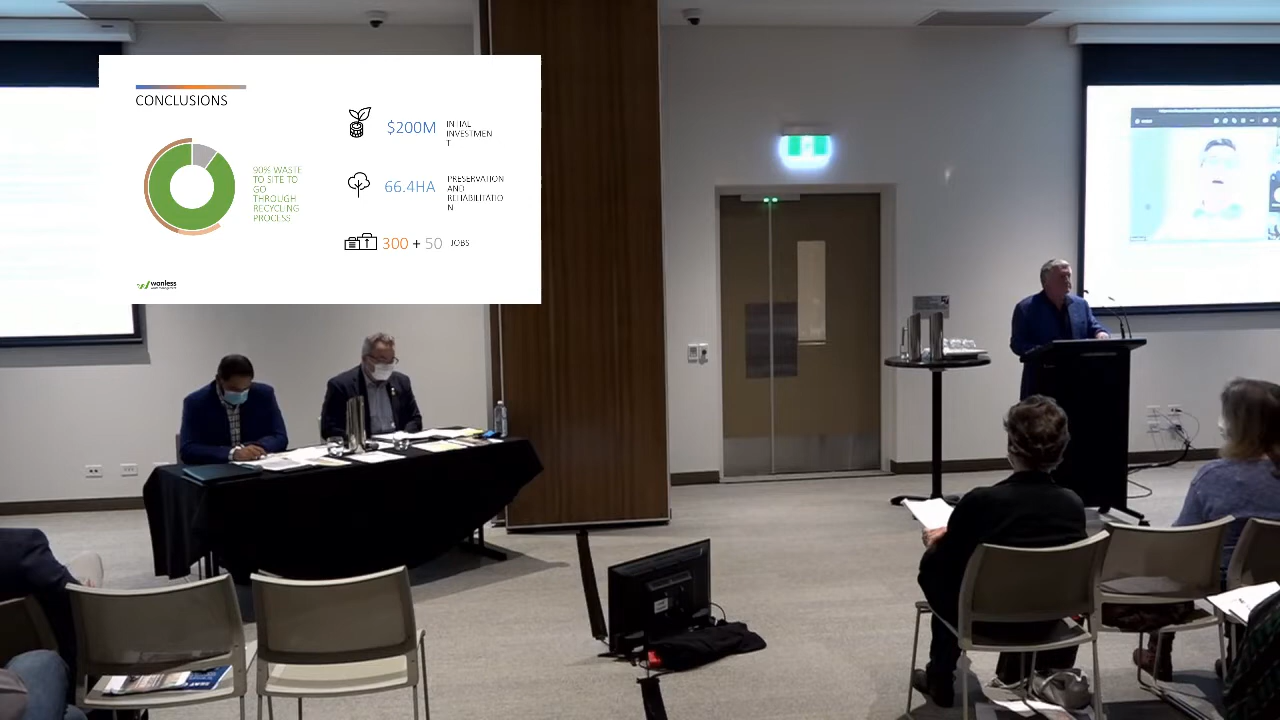 CONCLUSIONS
90% WASTE
TO SITE TO
GO
THROUGH
RECYCLING
PROCESS
$200M
INITIAL
INVESTMEN
T
66.4HA
PRESERVATION
AND
REHABILITATIO
N
300 + 50 JOBS
wanless